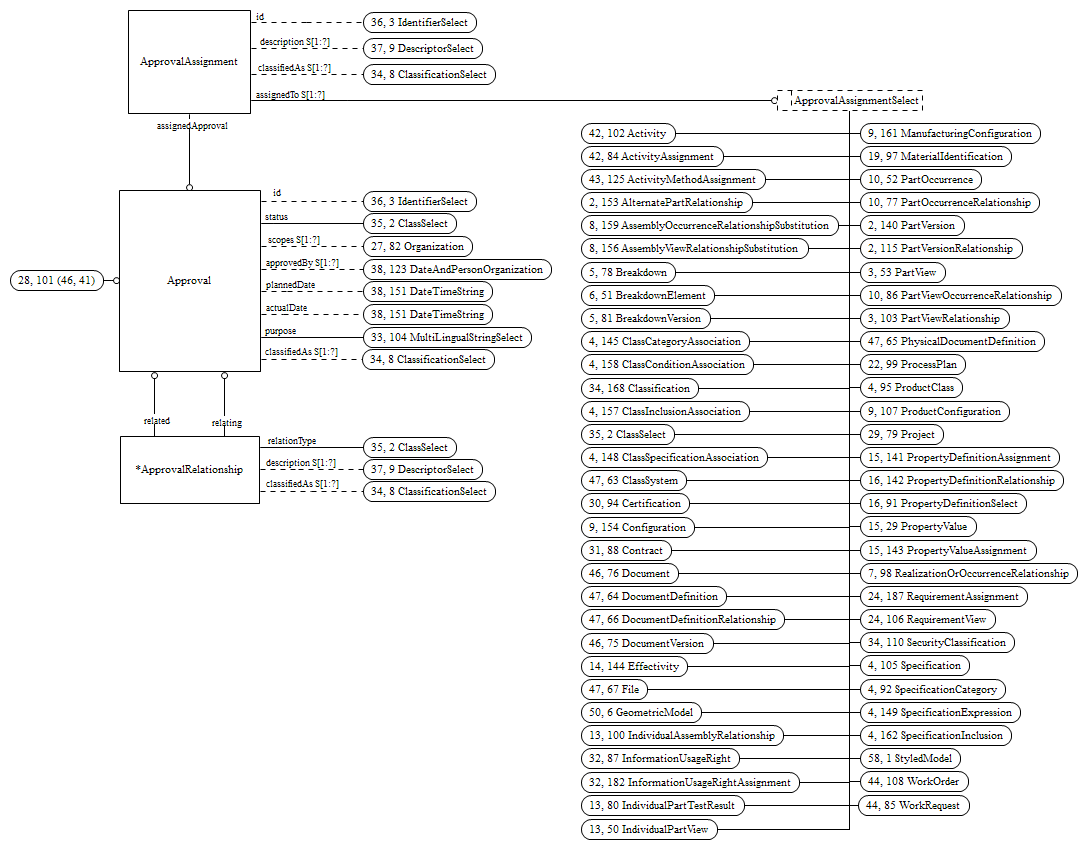 id
36, 3 IdentifierSelect
description S[1:?]
37, 9 DescriptorSelect
ApprovalAssignment
classifiedAs S[1:?]
34, 8 ClassificationSelect
assignedTo S[1:?]
ApprovalAssignmentSelect
assignedApproval
id
36, 3 IdentifierSelect
status
35, 2 ClassSelect
scopes S[1:?]
27, 82 Organization
approvedBy S[1:?]
38, 123 DateAndPersonOrganization
28, 101 (46, 41)
Approval
plannedDate
38, 151 DateTimeString
actualDate
38, 151 DateTimeString
purpose
33, 104 MultiLingualStringSelect
classifiedAs S[1:?]
34, 8 ClassificationSelect
related
relating
relationType
35, 2 ClassSelect
*ApprovalRelationship
description S[1:?]
37, 9 DescriptorSelect
classifiedAs S[1:?]
34, 8 ClassificationSelect
42, 102 Activity
42, 84 ActivityAssignment
43, 125 ActivityMethodAssignment
2, 153 AlternatePartRelationship
8, 159 AssemblyOccurrenceRelationshipSubstitution
8, 156 AssemblyViewRelationshipSubstitution
5, 78 Breakdown
6, 51 BreakdownElement
5, 81 BreakdownVersion
4, 145 ClassCategoryAssociation
4, 158 ClassConditionAssociation
34, 168 Classification
4, 157 ClassInclusionAssociation
35, 2 ClassSelect
4, 148 ClassSpecificationAssociation
47, 63 ClassSystem
30, 94 Certification
9, 154 Configuration
31, 88 Contract
46, 76 Document
47, 64 DocumentDefinition
47, 66 DocumentDefinitionRelationship
46, 75 DocumentVersion
14, 144 Effectivity
47, 67 File
50, 6 GeometricModel
13, 100 IndividualAssemblyRelationship
32, 87 InformationUsageRight
32, 182 InformationUsageRightAssignment
13, 80 IndividualPartTestResult
13, 50 IndividualPartView
9, 161 ManufacturingConfiguration
19, 97 MaterialIdentification
10, 52 PartOccurrence
10, 77 PartOccurrenceRelationship
2, 140 PartVersion
2, 115 PartVersionRelationship
3, 53 PartView
10, 86 PartViewOccurrenceRelationship
3, 103 PartViewRelationship
47, 65 PhysicalDocumentDefinition
22, 99 ProcessPlan
4, 95 ProductClass
9, 107 ProductConfiguration
29, 79 Project
15, 141 PropertyDefinitionAssignment
16, 142 PropertyDefinitionRelationship
16, 91 PropertyDefinitionSelect
15, 29 PropertyValue
15, 143 PropertyValueAssignment
7, 98 RealizationOrOccurrenceRelationship
24, 187 RequirementAssignment
24, 106 RequirementView
34, 110 SecurityClassification
4, 105 Specification
4, 92 SpecificationCategory
4, 149 SpecificationExpression
4, 162 SpecificationInclusion
58, 1 StyledModel
44, 108 WorkOrder
44, 85 WorkRequest